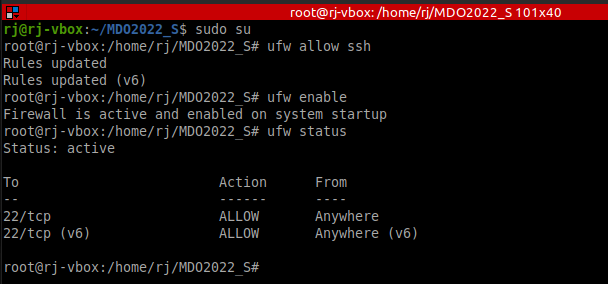 root@rj-vbox: /home/rj/MDO2022_S 101x40
rj@rj-vbox:~/MDO2022_S$ sudo su
root@rj-vbox:/home/rj/MDO2022_S# ufw allow ssh
Rules updated
Rules updated (v6)
root@rj-vbox:/home/rj/MDO2022_S# ufw enable
Firewall is active and enabled on system startup
root@rj-vbox:/home/rj/MDO2022_S# ufw status
Status: active
To                         Action      From
--                         ------      ----
22/tcp                     ALLOW       Anywhere
22/tcp (v6)                ALLOW       Anywhere (v6)
root@rj-vbox:/home/rj/MDO2022_S#